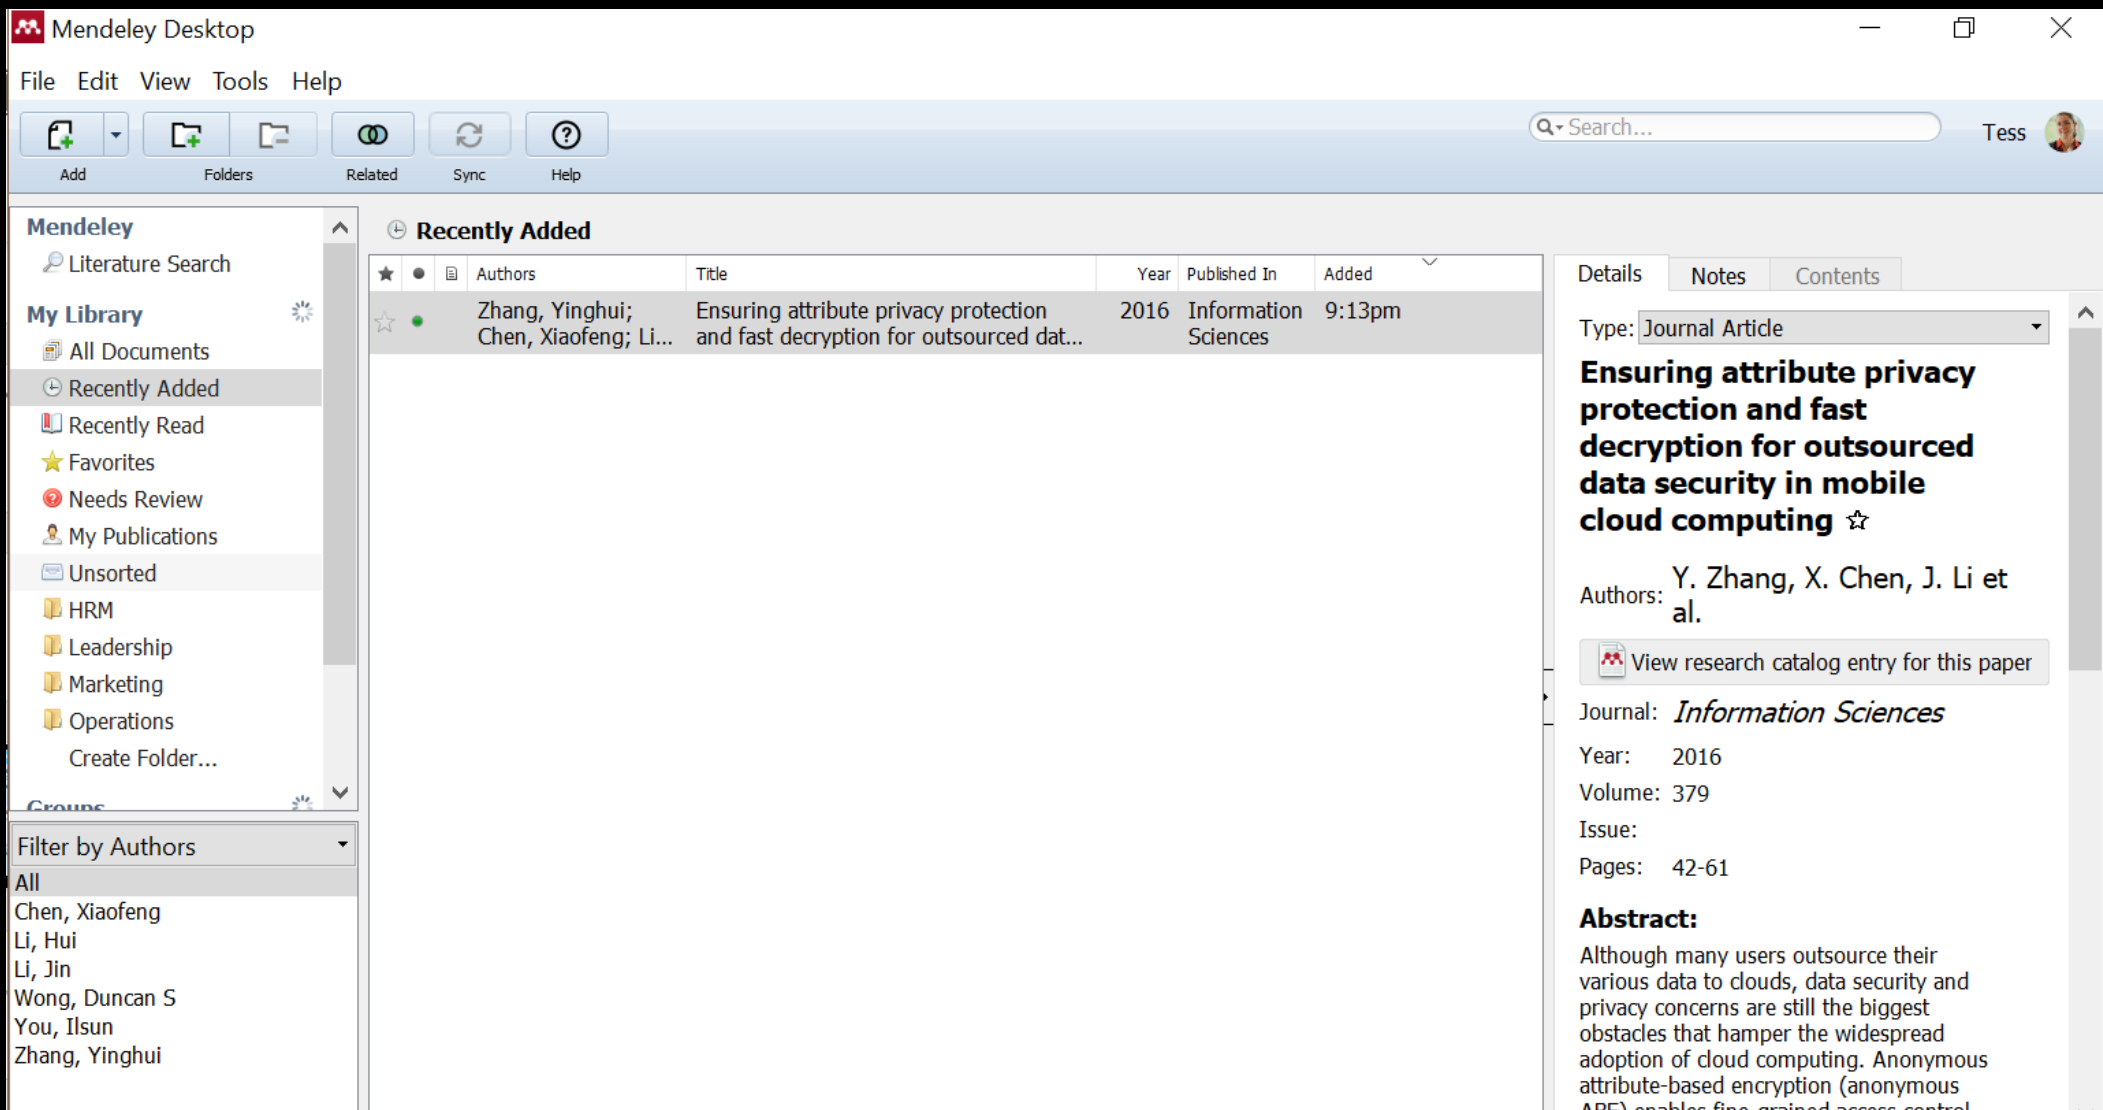 Mendeley Desktop
File Edit View Tools Help
Search...
Tess
Add Folders Related Sync Help
Mendeley
Literature Search
My Library
All Documents
Recently Added
Recently Read
Favorites
Needs Review
My Publications
Unsorted
HRM
Leadership
Marketing
Operations
Create Folder...
Groups
Filter by Authors
All
Chen, Xiaofeng
Li, Hui
Li, Jin
Wong, Duncan S
You, Ilsun
Zhang, Yinghui
Recently Added
Authors Title Year Published In Added
Zhang, Yinghui; Ensuring attribute privacy protection 2016 Information 9:13pm
Chen, Xiaofeng; Li... and fast decryption for outsourced dat... Sciences
Details Notes Contents
Type: Journal Article
Ensuring attribute privacy
protection and fast
decryption for outsourced
data security in mobile
cloud computing
Authors: Y. Zhang, X. Chen, J. Li et
al.
View research catalog entry for this paper
Journal: Information Sciences
Year: 2016
Volume: 379
Issue:
Pages: 42-61
Abstract:
Although many users outsource their
various data to clouds, data security and
privacy concerns are still the biggest
obstacles that hamper the widespread
adoption of cloud computing. Anonymous
attribute-based encryption (anonymous
ABE) enables fine-grained access control